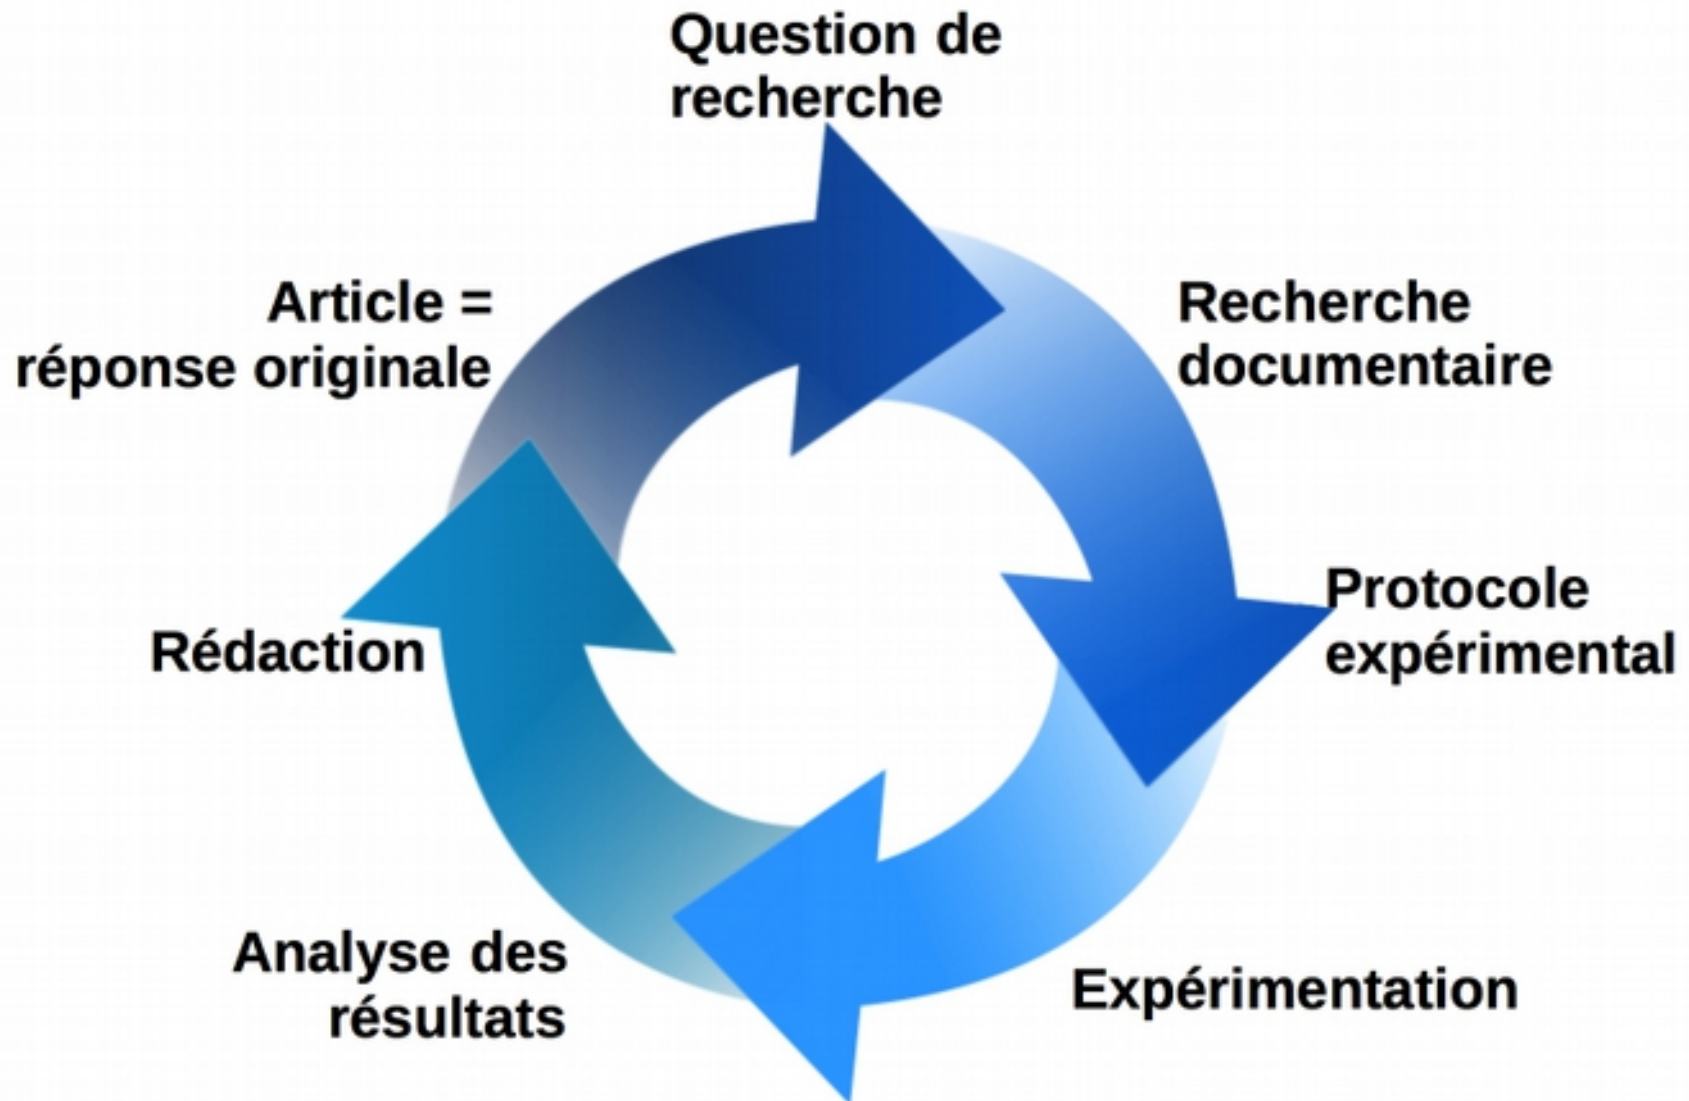 Question de
recherche
Recherche
documentaire
Protocole
expérimental
Expérimentation
Analyse des
résultats
Rédaction
Article =
réponse originale